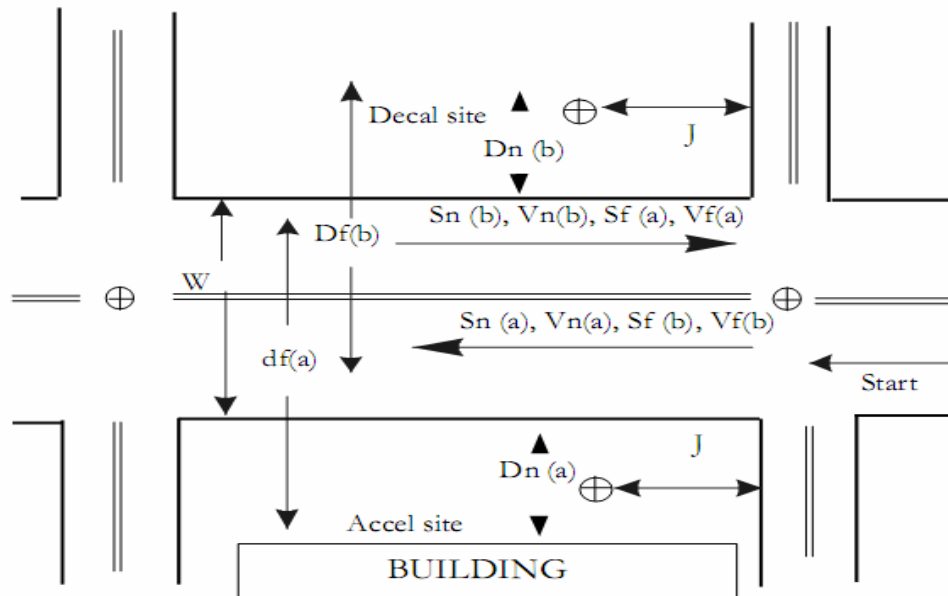 Decal site
J
Dn (b)
Sn (b), Vn(b), Sf (a), Vf(a)
Df(b)
W
Sn (a), Vn(a), Sf (b), Vf(b)
df(a)
Start
J
Dn (a)
Accel site
BUILDING